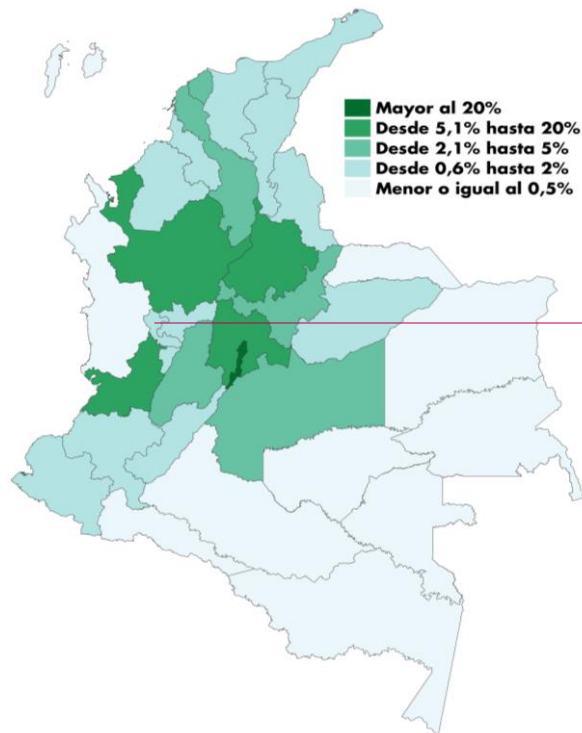 Mayor al 20%
Desde 5,1% hasta 20%
Desde 2,1% hasta 5%
Desde 0,6% hasta 2%
Menor o igual al 0,5%